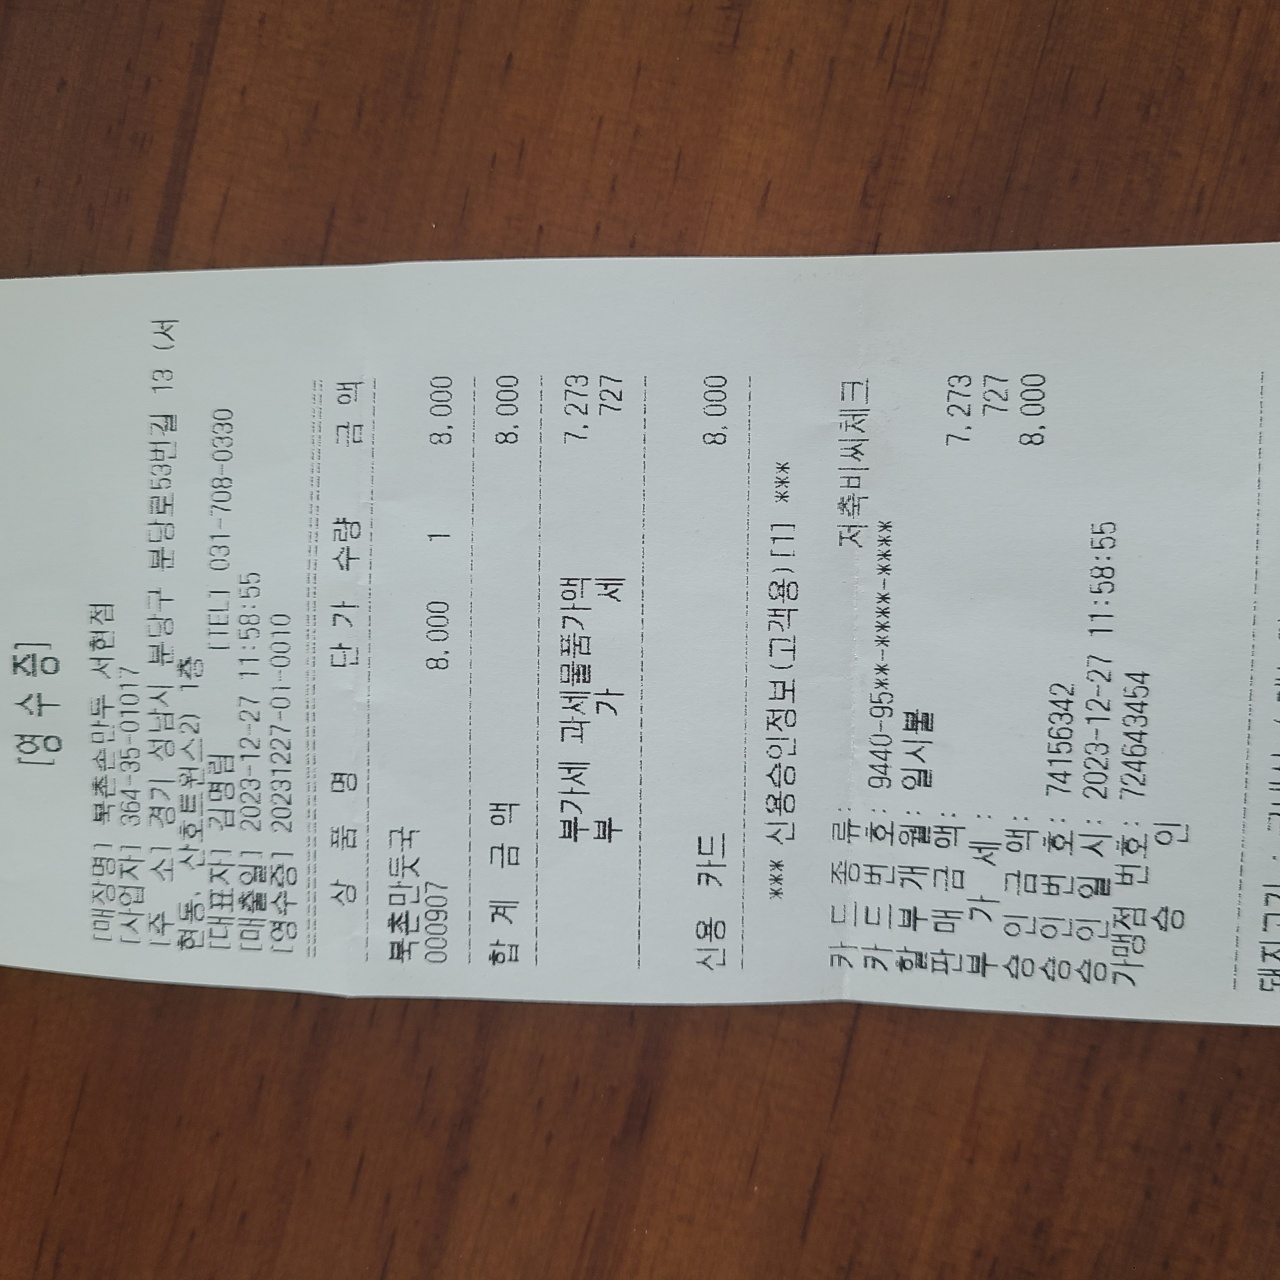 [영 수 증]
[매장명] 북촌손만두 서현점
[사업자] 364-35-01017
[주 소] 경기 성남시 분당구 분당로53번길 13 (서
현동, 산호트윈스2) 1층
[대표자] 김명림 [TEL] 031-708-0330
[매출일] 2023-12-27 11:58:55
[영수증] 20231227-01-0010
상 품 명 단 가 수량 금 액
북촌만둣국
000907 8,000 1 8,000
합 계 금 액 8,000
부가세 과세물품가액 7,273
부 가 세 727
신용 카드 8,000
*** 신용승인정보(고객용)[1] ***
카 드 종 류: 저축비씨체크
카 드 번 호: 9440-95**-****-****
할 부 개 월: 일시불
판 매 금 액: 7,273
부 가 세 : 727
승 인 금 액: 8,000
승 인 번 호: 74156342
승 인 일 시: 2023-12-27 11:58:55
가맹점 번호: 724643454
승 인
돼지고기